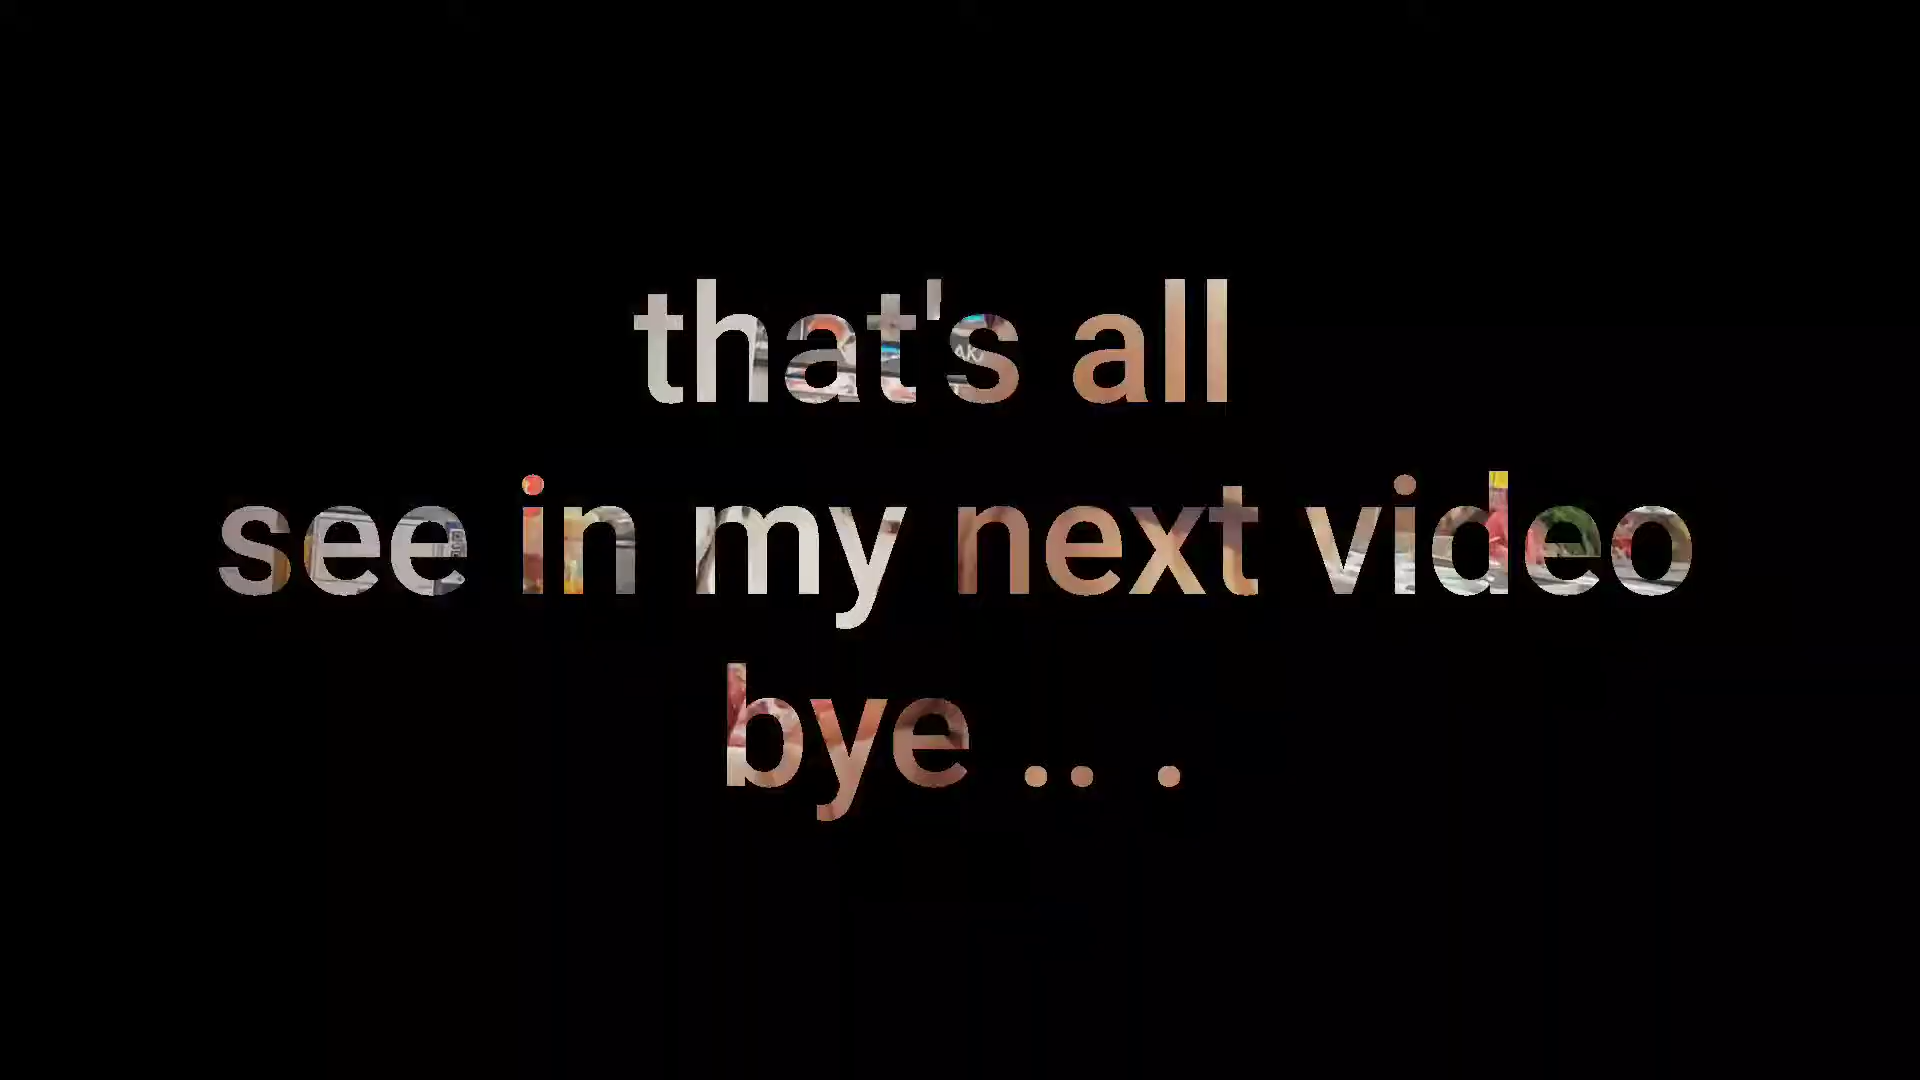 that's all
see in my next video
bye .. .